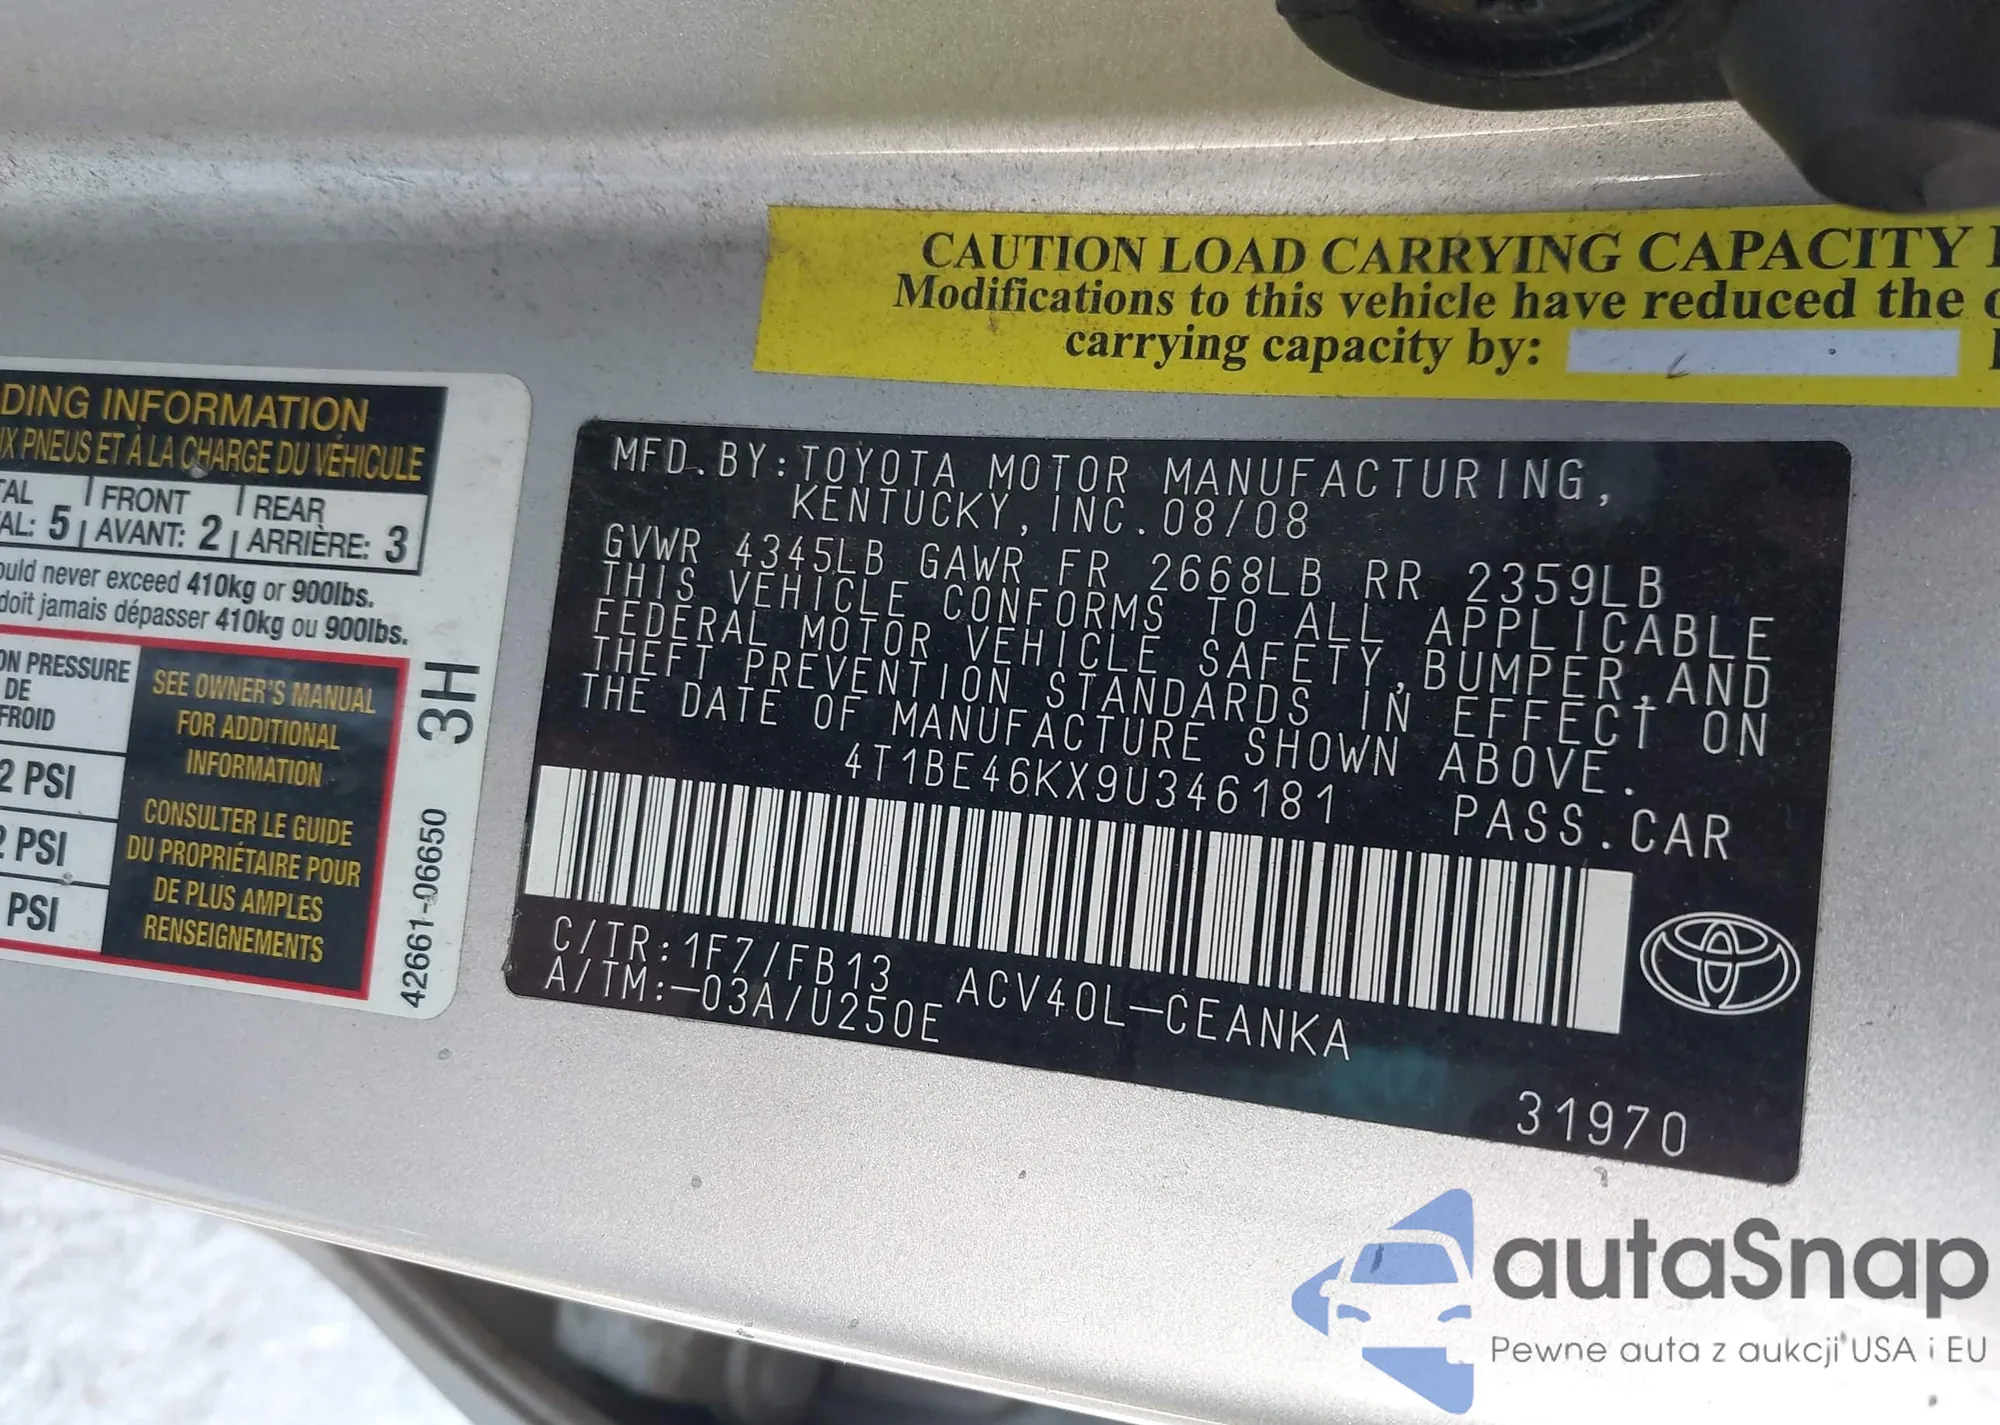 CAUTION LOAD CARRYING CAPACITY
Modifications to this vehicle have reduced the
carrying capacity by:
DING INFORMATION
PNEUS ET À LA CHARGE DU VÉHICULE
FRONT REAR
5 AVANT: 2 ARRIÈRE: 3
never exceed 410kg or 900lbs.
doit jamais dépasser 410kg ou 900lbs.
PRESSURE
DE
FROID
2 PSI
2 PSI
PSI
SEE OWNER'S MANUAL
FOR ADDITIONAL
INFORMATION
CONSULTER LE GUIDE
DU PROPRIÉTAIRE POUR
DE PLUS AMPLES
RENSEIGNEMENTS
3H
42661-06650
MFD.BY:TOYOTA MOTOR MANUFACTURING,
KENTUCKY,INC.08/08
GVWR 4345LB GAWR FR 2668LB RR 2359LB
THIS VEHICLE CONFORMS TO ALL APPLICABLE
FEDERAL MOTOR VEHICLE SAFETY,BUMPER,AND
THEFT PREVENTION STANDARDS IN EFFECT ON
THE DATE OF MANUFACTURE SHOWN ABOVE.
4T1BE46KX9U346181 PASS.CAR
C/TR:1F7/FB13 ACV40L-CEANKA
A/TM:-03A/U250E
31970
autaSnap
Pewne auta z aukcji USA i EU